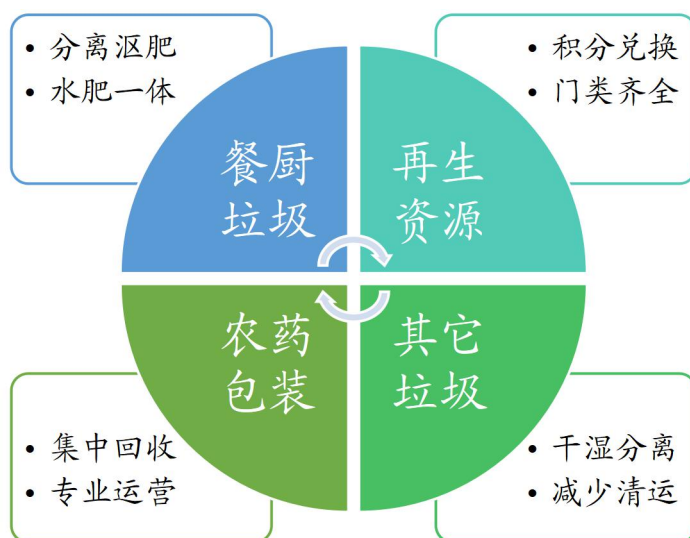 • 分离沤肥
• 水肥一体
• 积分兑换
• 门类齐全
餐厨
垃圾
再生
资源
农药
包装
其它
垃圾
• 集中回收
• 专业运营
• 干湿分离
• 减少清运